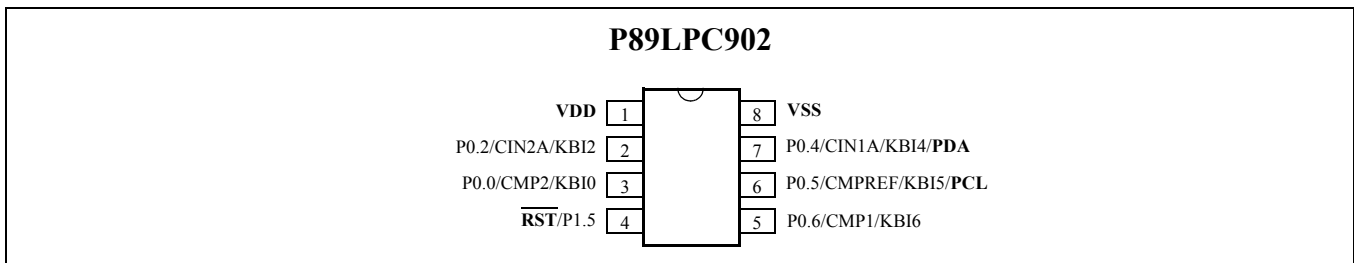 P89LPC902
VDD 1 8 VSS
P0.2/CIN2A/KBI2 2 7 P0.4/CIN1A/KBI4/PDA
P0.0/CMP2/KBI0 3 6 P0.5/CMPREF/KBI5/PCL
RST/P1.5 4 5 P0.6/CMP1/KBI6